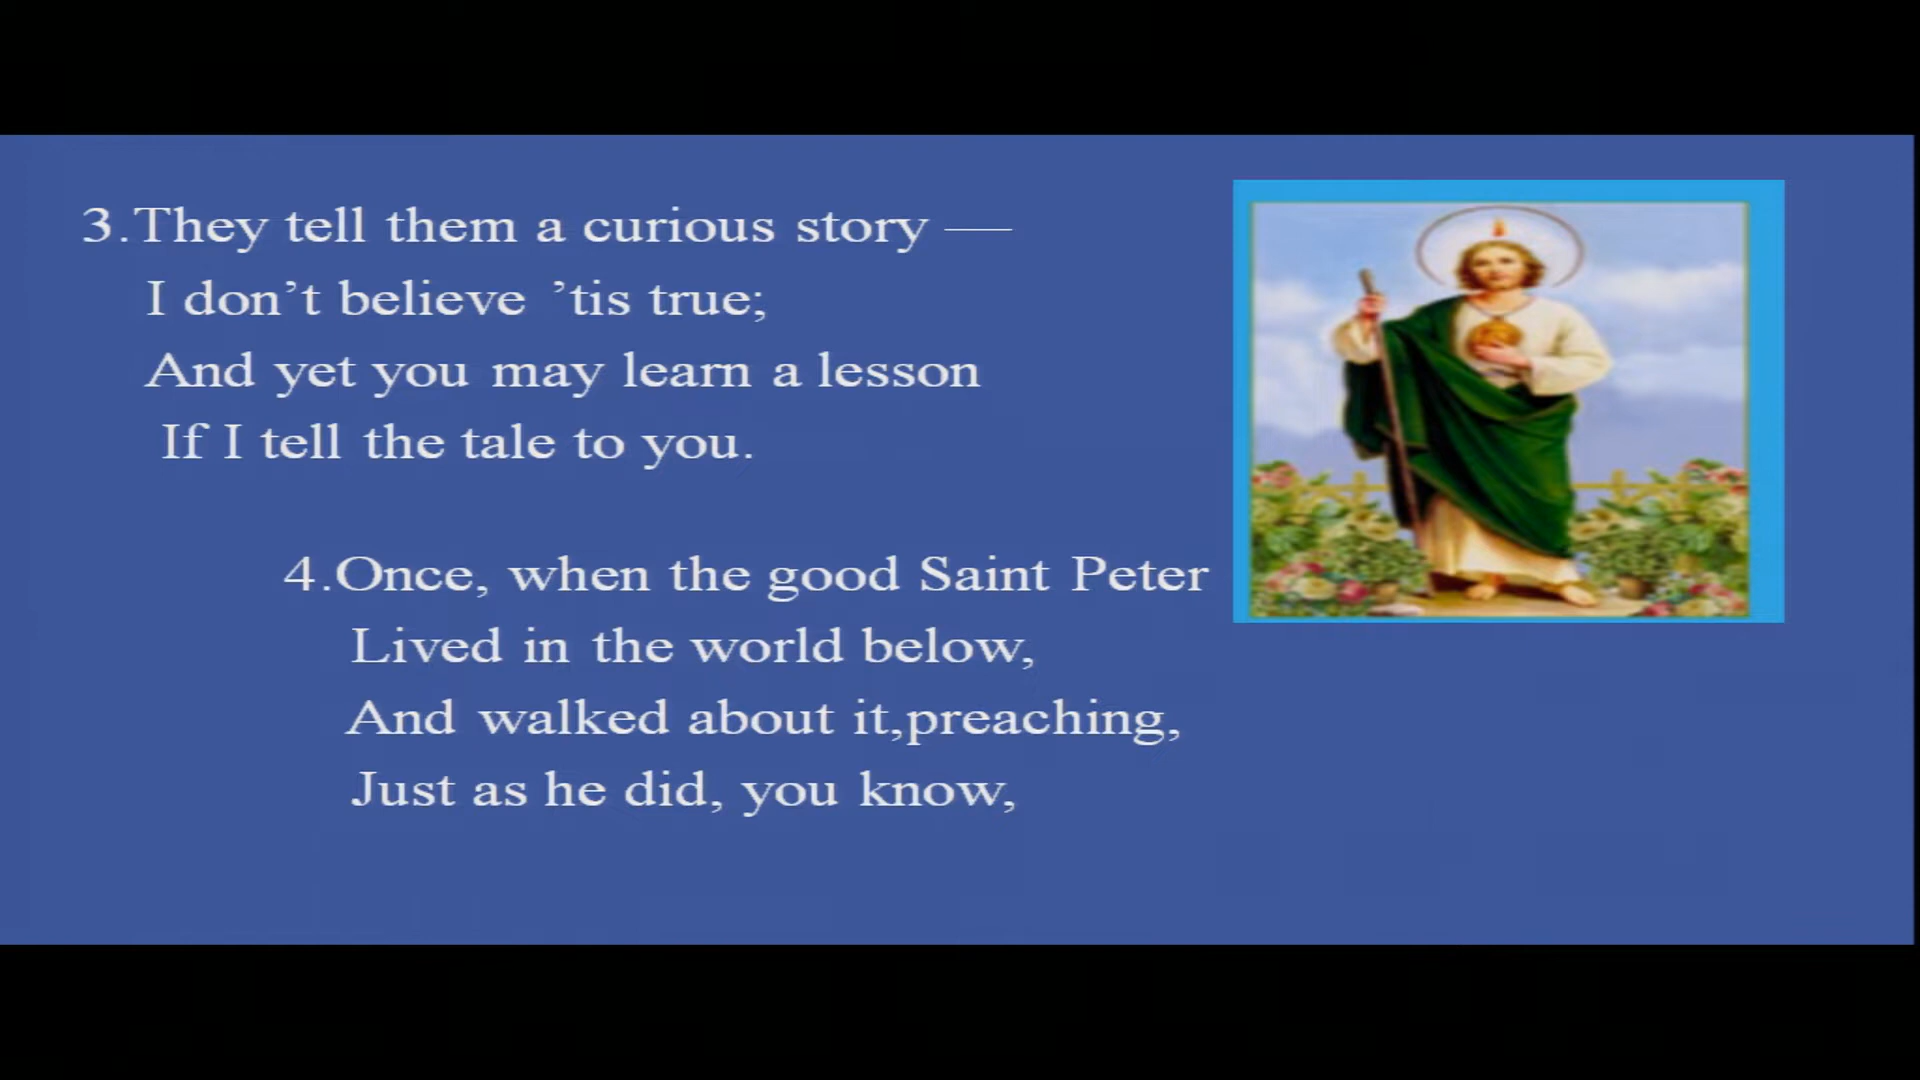 3.They tell them a curious story —
I don’t believe ’tis true;
And yet you may learn a lesson
If I tell the tale to you.
4.Once, when the good Saint Peter
Lived in the world below,
And walked about it,preaching,
Just as he did, you know,